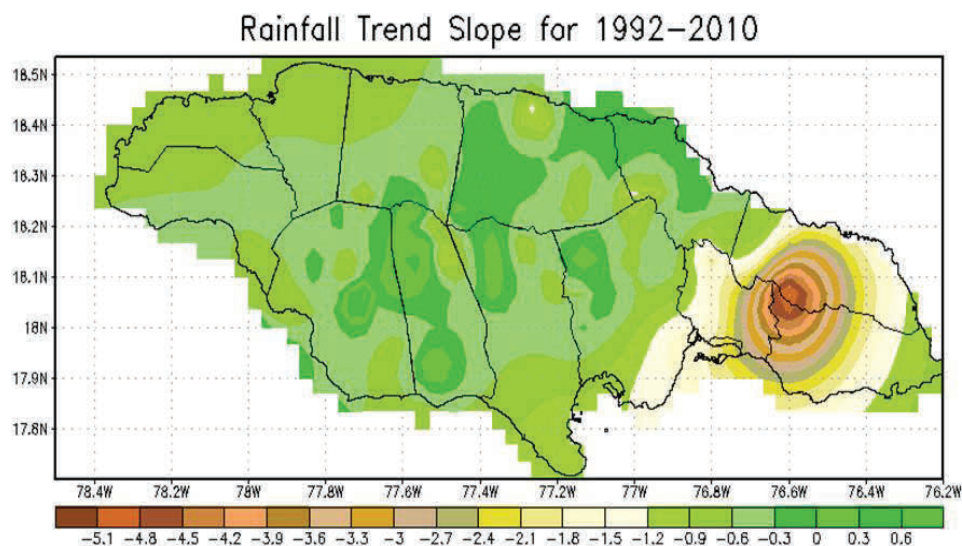 Rainfall Trend Slope for 1992–2010
18.5N
18.4N
18.3N
18.2N
18.1N
18N
17.9N
17.8N
78.4W 78.2W 78W 77.8W 77.6W 77.4W 77.2W 77W 76.8W 76.6W 76.4W 76.2W
−5.1 −4.8 −4.5 −4.2 −3.9 −3.6 −3.3 −3 −2.7 −2.4 −2.1 −1.8 −1.5 −1.2 −0.9 −0.6 −0.3 0 0.3 0.6